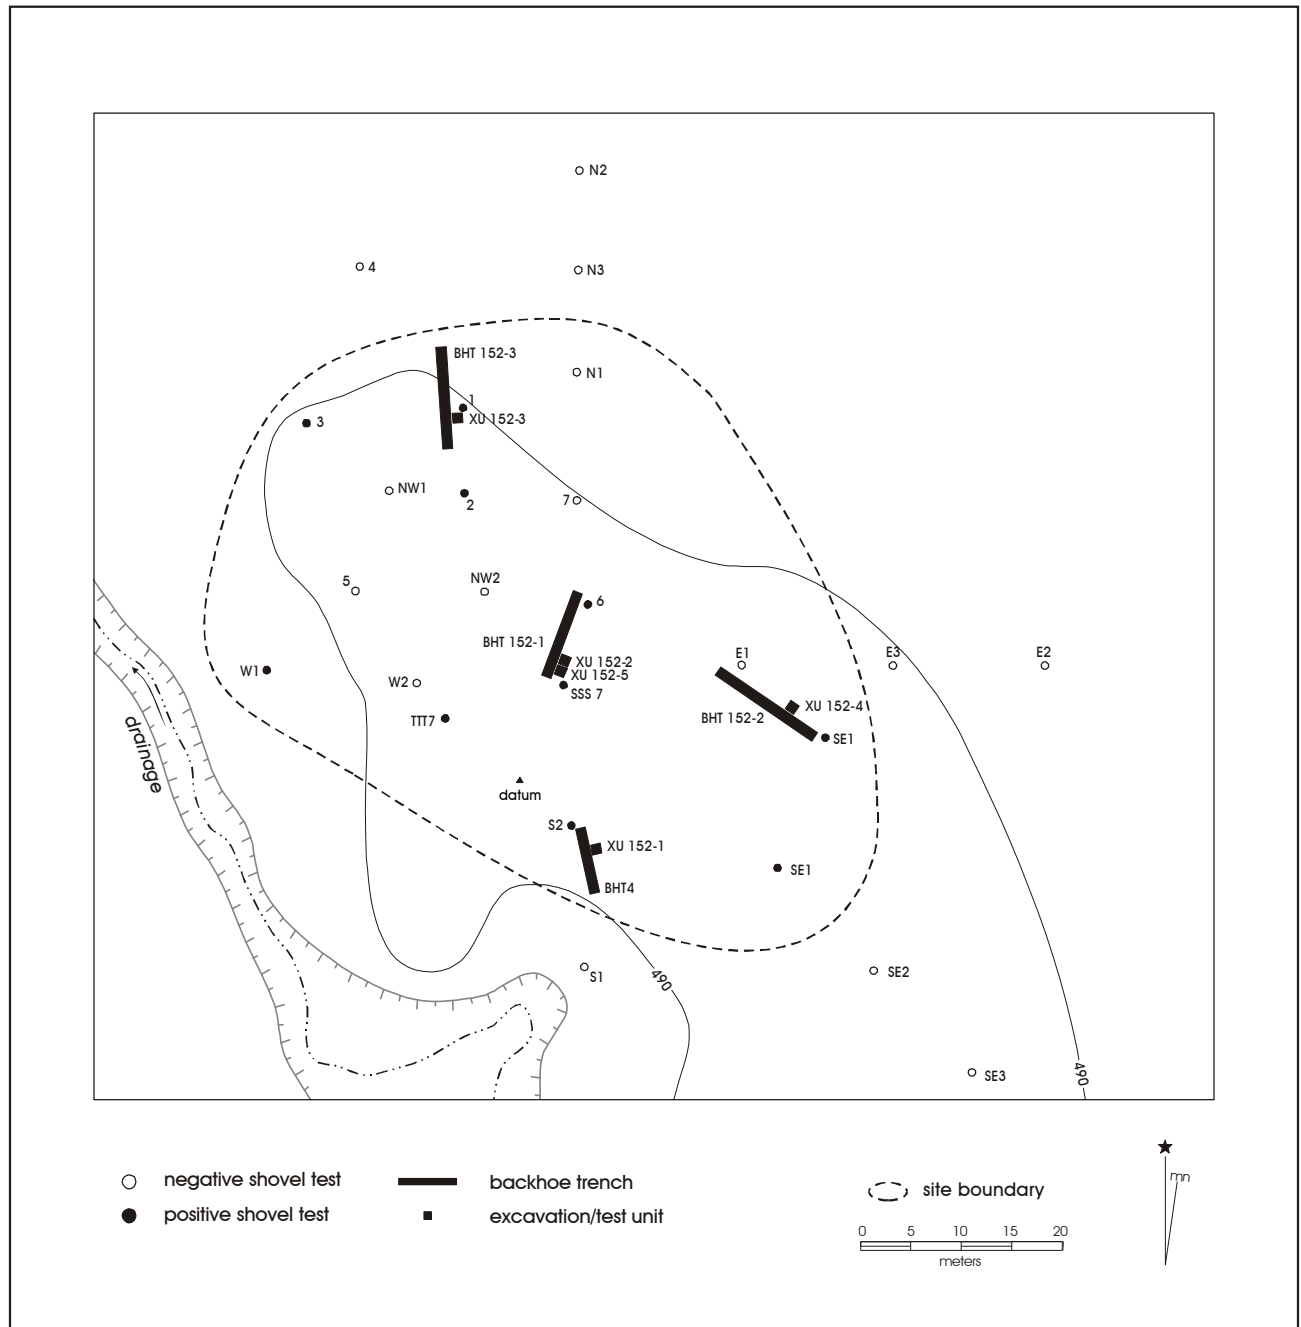 N2
4
N3
BHT 152-3
N1
1
XU 152-3
3
NW1
2
7
5
NW2
6
BHT 152-1
XU 152-2
XU 152-5
SSS 7
W1
W2
TTT7
E1
E3
E2
XU 152-4
BHT 152-2
SE1
drainage
datum
S2
XU 152-1
BHT4
SE1
S1
490
SE2
SE3
490
negative shovel test
positive shovel test
backhoe trench
excavation/test unit
site boundary
0 5 10 15 20
meters
mn